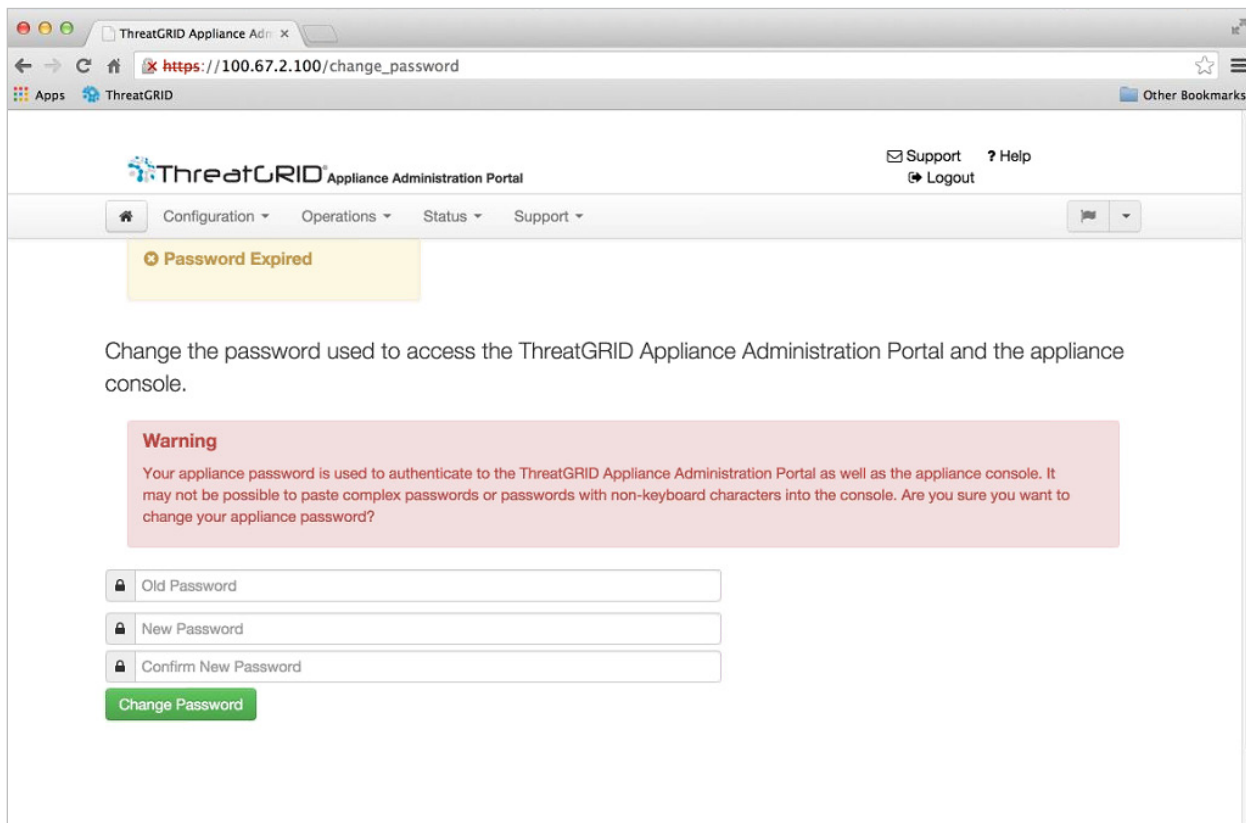 ThreatGRID Appliance Adm
https://100.67.2.100/change_password
Apps ThreatGRID Other Bookmarks
ThreatGRID® Appliance Administration Portal
Support ? Help
Logout
Configuration Operations Status Support
Password Expired
Change the password used to access the ThreatGRID Appliance Administration Portal and the appliance
console.
Warning
Your appliance password is used to authenticate to the ThreatGRID Appliance Administration Portal as well as the appliance console. It
may not be possible to paste complex passwords or passwords with non-keyboard characters into the console. Are you sure you want to
change your appliance password?
Old Password
New Password
Confirm New Password
Change Password